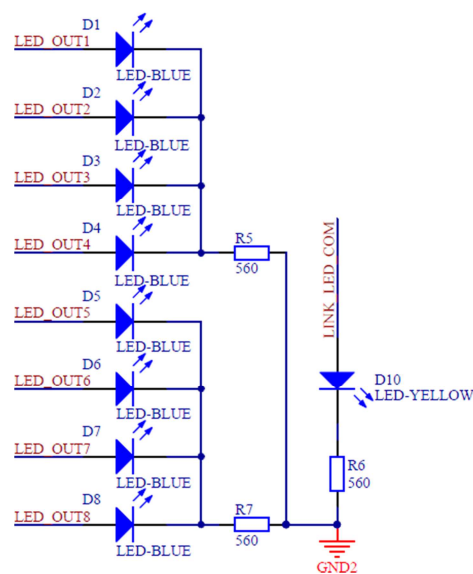 D1
LED_OUT1
LED-BLUE
D2
LED_OUT2
LED-BLUE
D3
LED_OUT3
LED-BLUE
D4
LED_OUT4
LED-BLUE
R5
560
LINK_LED_COM
D5
LED_OUT5
LED-BLUE
D6
LED_OUT6
LED-BLUE
D10
LED-YELLOW
D7
LED_OUT7
LED-BLUE
R6
560
D8
LED_OUT8
LED-BLUE
R7
560
GND2